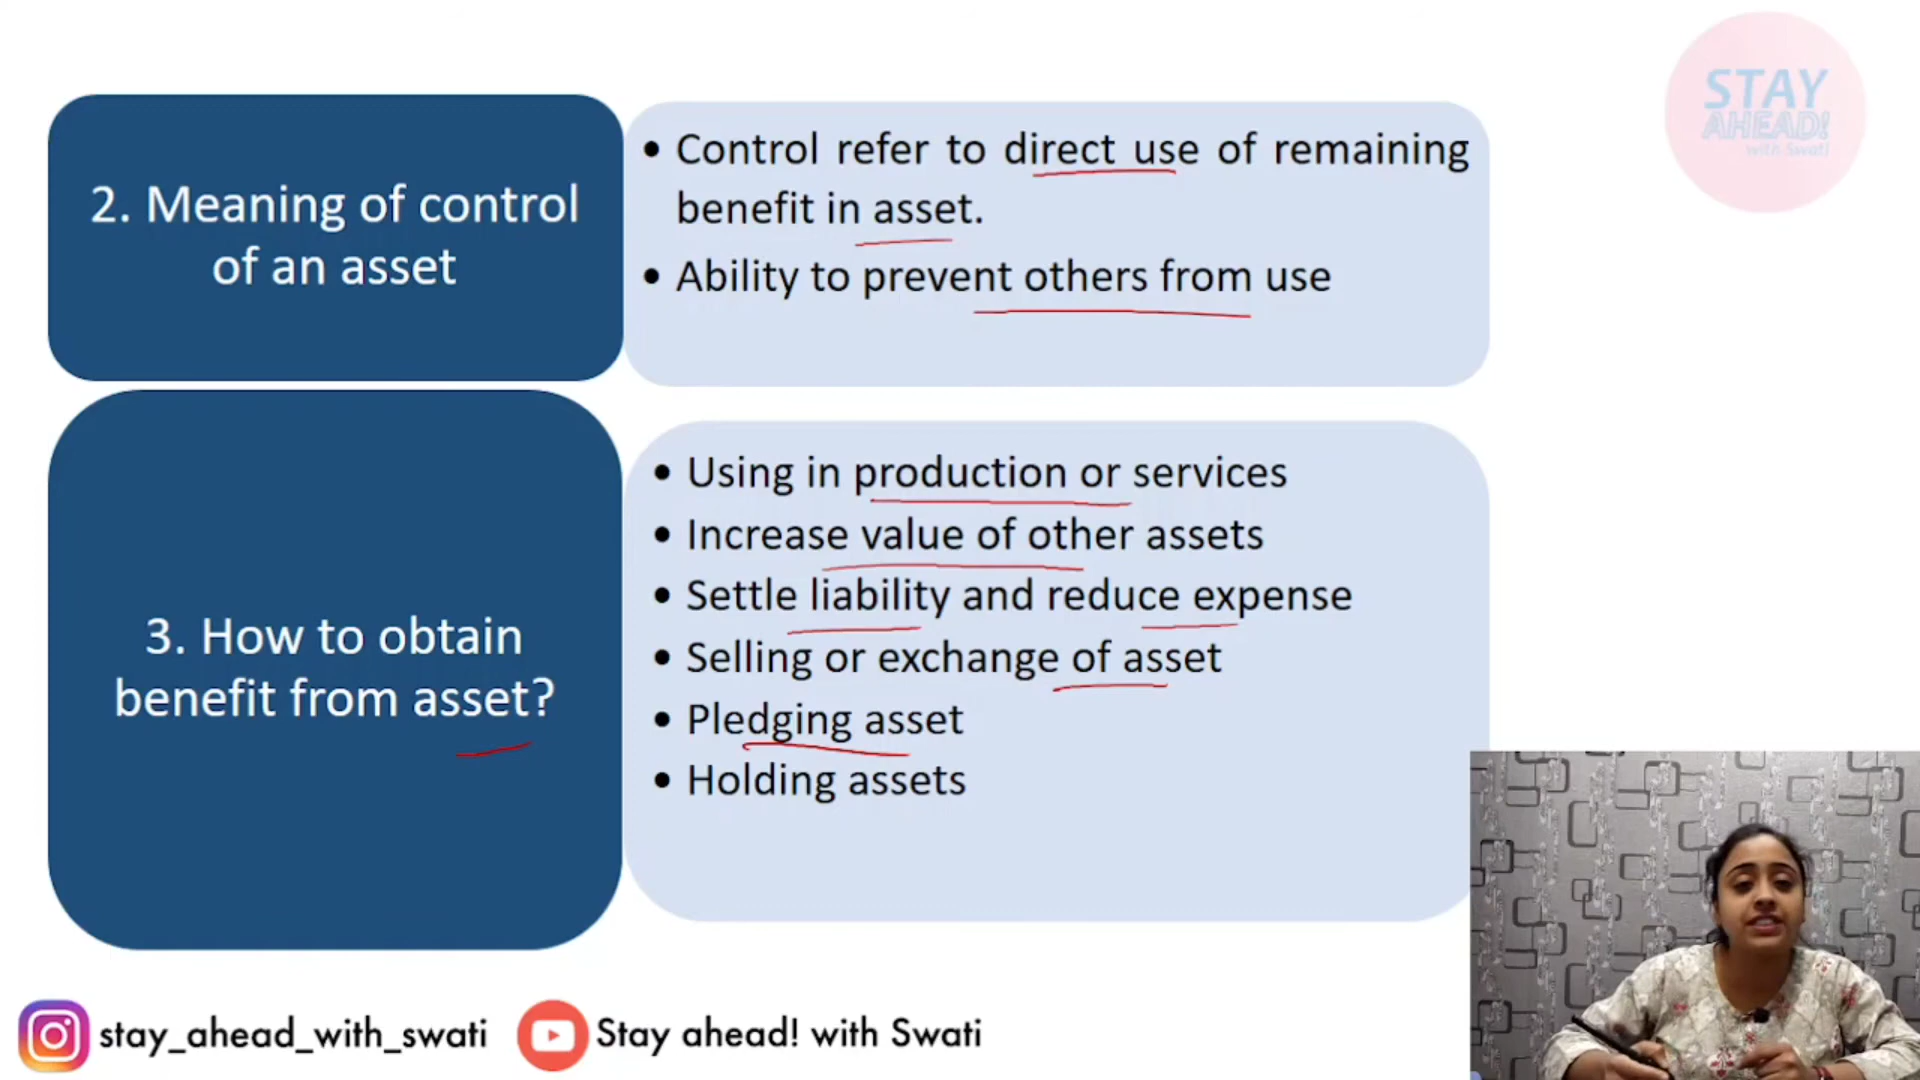 STAY
AHEAD!
with Swati
2. Meaning of control
of an asset
• Control refer to direct use of remaining
benefit in asset.
• Ability to prevent others from use
3. How to obtain
benefit from asset?
• Using in production or services
• Increase value of other assets
• Settle liability and reduce expense
• Selling or exchange of asset
• Pledging asset
• Holding assets
stay_ahead_with_swati
Stay ahead! with Swati